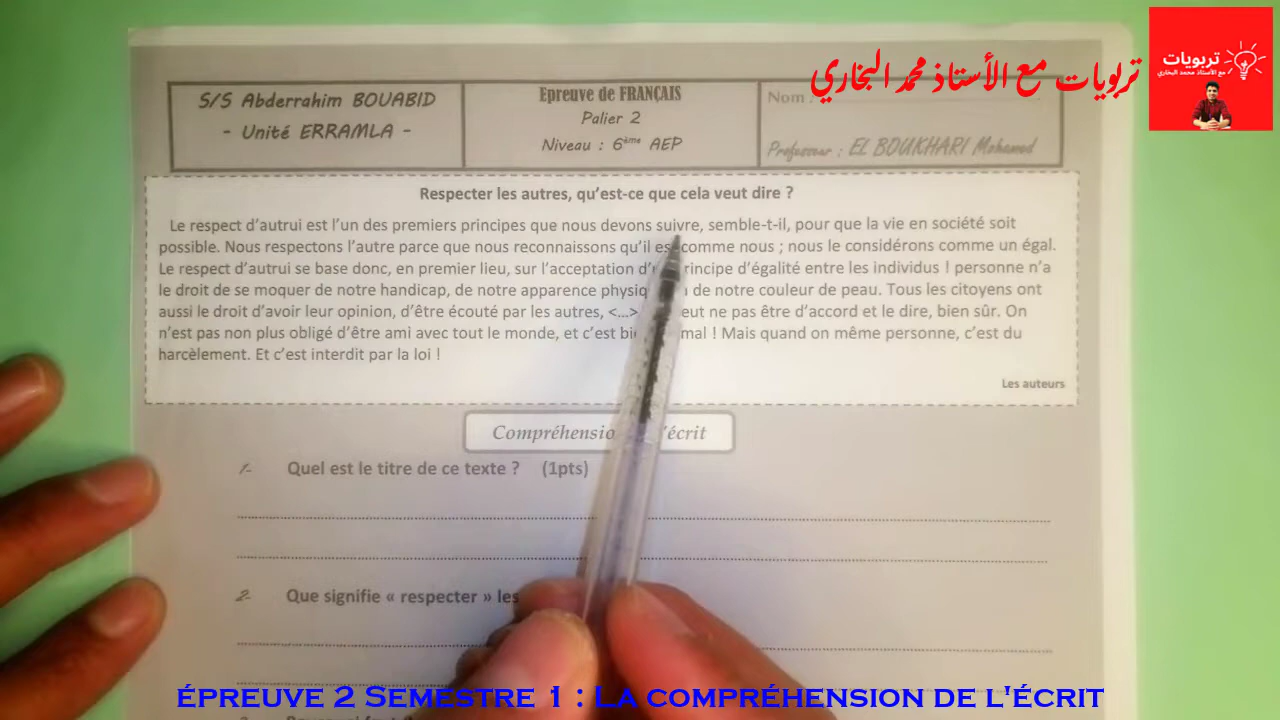 تربويات مع الأستاذ محمد البخاري
تربويات
مع الأستاذ محمد البخاري
S/S Abderrahim BOUABID
- Unité ERRAMLA -
Epreuve de FRANÇAIS
Palier 2
Niveau : 6ème AEP
Nom :
Professeur : EL BOUKHARI Mohamed
Respecter les autres, qu'est-ce que cela veut dire ?
Le respect d'autrui est l'un des premiers principes que nous devons suivre, semble-t-il, pour que la vie en société soit
possible. Nous respectons l'autre parce que nous reconnaissons qu'il comme nous ; nous le considérons comme un égal.
Le respect d'autrui se base donc, en premier lieu, sur l'acceptation principe d'égalité entre les individus ! personne n'a
le droit de se moquer de notre handicap, de notre apparence de notre couleur de peau. Tous les citoyens ont
aussi le droit d'avoir leur opinion, d'être écouté par les autres, <...> ne pas être d'accord et le dire, bien sûr. On
n'est pas non plus obligé d'être ami avec tout le monde, et c'est ! Mais quand on même personne, c'est du
harcèlement. Et c'est interdit par la loi !
Les auteurs
1- Quel est le titre de ce texte ? (1pts)
2- Que signifie « respecter » les
épreuve 2 Semestre 1 : La compréhension de l'écrit